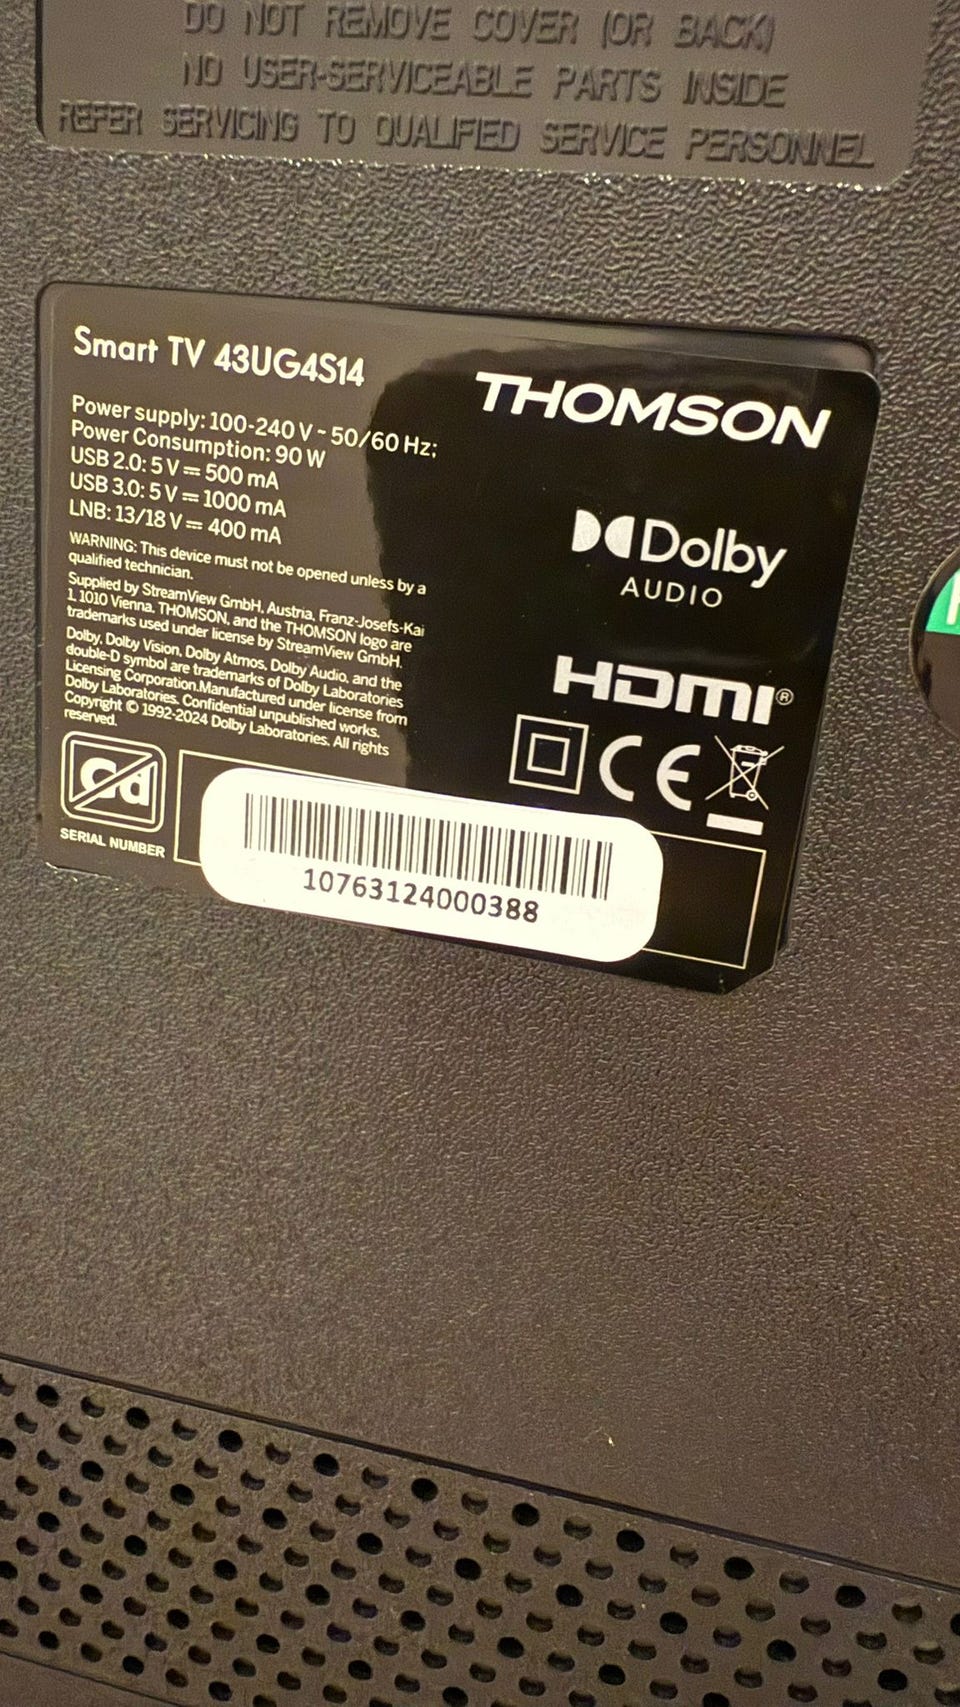 DO NOT REMOVE COVER (OR BACK)
NO USER-SERVICEABLE PARTS INSIDE
REFER SERVICING TO QUALIFIED SERVICE PERSONNEL
Smart TV 43UG4S14
THOMSON
Power supply: 100-240 V ~ 50/60 Hz;
Power Consumption: 90 W
USB 2.0: 5 V ⎓ 500 mA
USB 3.0: 5 V ⎓ 1000 mA
LNB: 13/18 V ⎓ 400 mA
WARNING: This device must not be opened unless by a
qualified technician.
Supplied by StreamView GmbH, Austria, Franz-Josefs-Kai
1, 1010 Vienna. THOMSON, and the THOMSON logo are
trademarks used under license by StreamView GmbH.
Dolby, Dolby Vision, Dolby Atmos, Dolby Audio, and the
double-D symbol are trademarks of Dolby Laboratories
Licensing Corporation.Manufactured under license from
Dolby Laboratories. Confidential unpublished works.
Copyright © 1992-2024 Dolby Laboratories. All rights
reserved.
Dolby
AUDIO
HDMI®
CE
Cd
SERIAL NUMBER
10763124000388